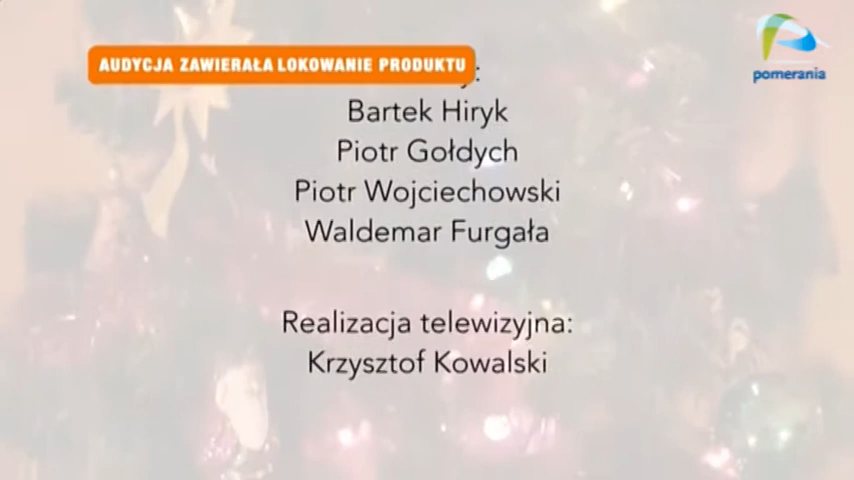 AUDYCJA ZAWIERAŁA LOKOWANIE PRODUKTU
pomerania
Bartek Hiryk
Piotr Gołdych
Piotr Wojciechowski
Waldemar Furgała
Realizacja telewizyjna:
Krzysztof Kowalski